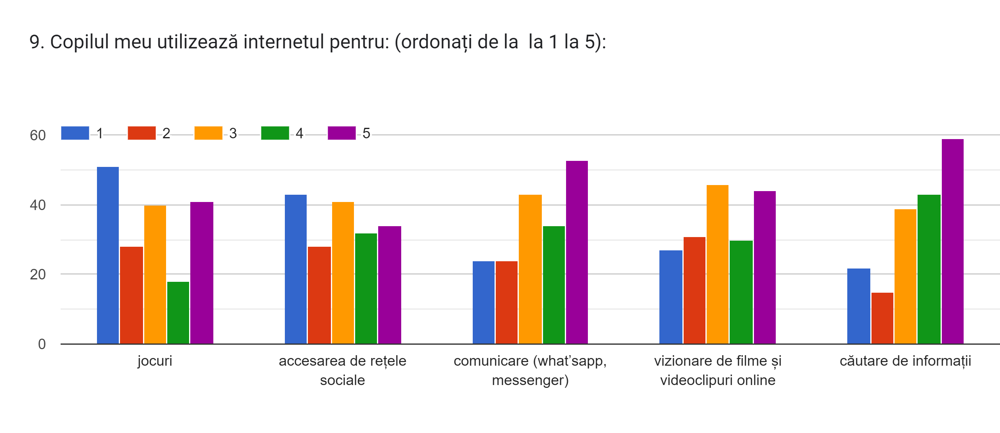 9. Copilul meu utilizează internetul pentru: (ordonați de la  la 1 la 5):
1 2 3 4 5
60
40
20
0
jocuri
accesarea de rețele
sociale
comunicare (what’sapp,
messenger)
vizionare de filme și
videoclipuri online
căutare de informații